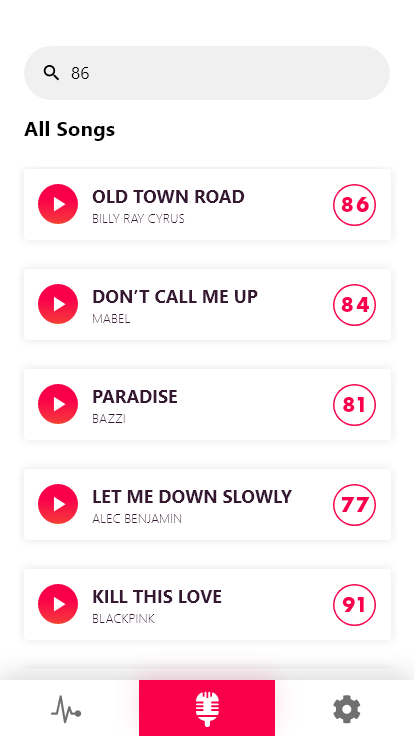 86
All Songs
OLD TOWN ROAD
BILLY RAY CYRUS
86
DON'T CALL ME UP
MABEL
84
PARADISE
BAZZI
81
LET ME DOWN SLOWLY
ALEC BENJAMIN
77
KILL THIS LOVE
BLACKPINK
91